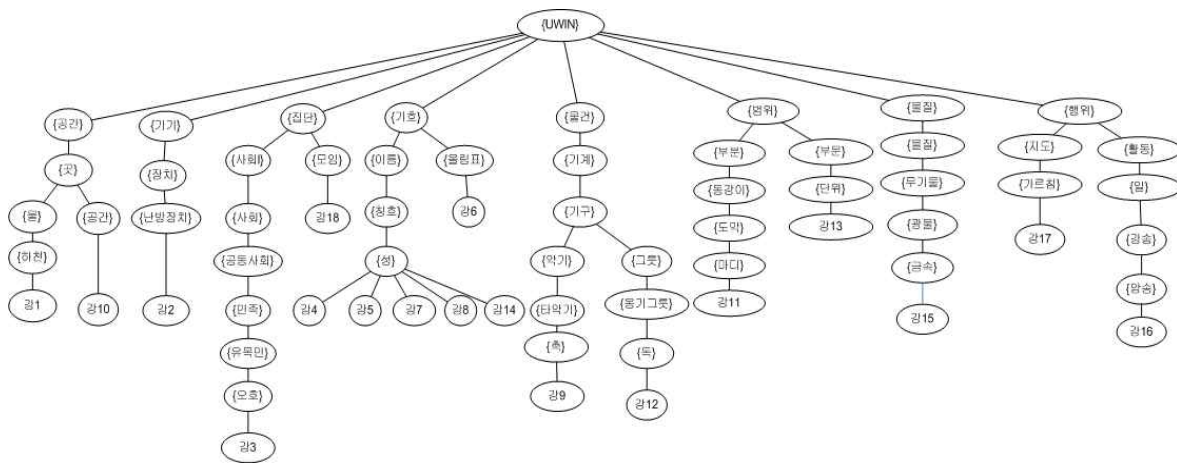 {UWIN}
{공간} {기기} {집단} {기호} {물건} {범위} {물질} {행위}
{곳} {장치} {사회} {모임} {이름} {울림표} {기계} {부분} {부분} {물질} {지도} {활동}
{물} {공간} {난방장치} {사회} 강18 {칭호} 강6 {기구} {동강이} {단위} {무기물} {가르침} {일}
{하천} {공동사회} {성} {악기} {그릇} {도막} 강13 {광물} 강17 {강송}
강1 강10 강2 {민족} 강4 강5 강7 강8 강14 {타악기} {옹기그릇} {마디} {금속} {암송}
{유목민} {축} {독} 강11 강15 강16
{오호} 강9 강12
강3